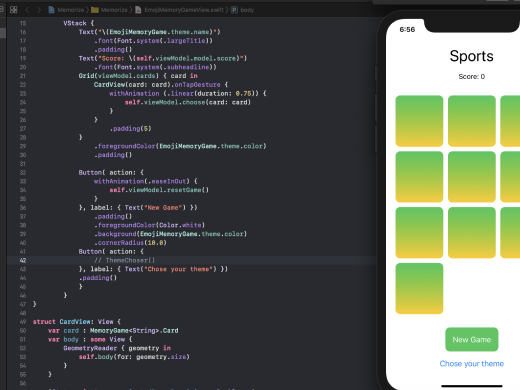 Memorize > Memorize > EmojiMemoryGameView.swift > body
15 VStack {
16 Text("\(EmojiMemoryGame.theme.name)")
17 .font(Font.system(.largeTitle))
18 .padding()
19 Text("Score: \(self.viewModel.model.score)")
20 .font(Font.system(.subheadline))
21 Grid(viewModel.cards) { card in
22 CardView(card: card).onTapGesture {
23 withAnimation (.linear(duration: 0.75)) {
24 self.viewModel.choose(card: card)
25 }
26 }
27 .padding(5)
28 }
29 .foregroundColor(EmojiMemoryGame.theme.color)
30 .padding()
31
32 Button( action: {
33 withAnimation(.easeInOut) {
34 self.viewModel.resetGame()
35 }
36 }, label: { Text("New Game") })
37 .padding()
38 .foregroundColor(Color.white)
39 .background(EmojiMemoryGame.theme.color)
40 .cornerRadius(10.0)
41 Button( action: {
42 // ThemeChoser()
43 }, label: { Text("Chose your theme") })
44 .padding()
45 }
46 }
47 }
48
49 struct CardView: View {
50 var card : MemoryGame<String>.Card
51 var body : some View {
52 GeometryReader { geometry in
53 self.body(for: geometry.size)
54 }
55 }
56
6:56
Sports
Score: 0
New Game
Chose your theme